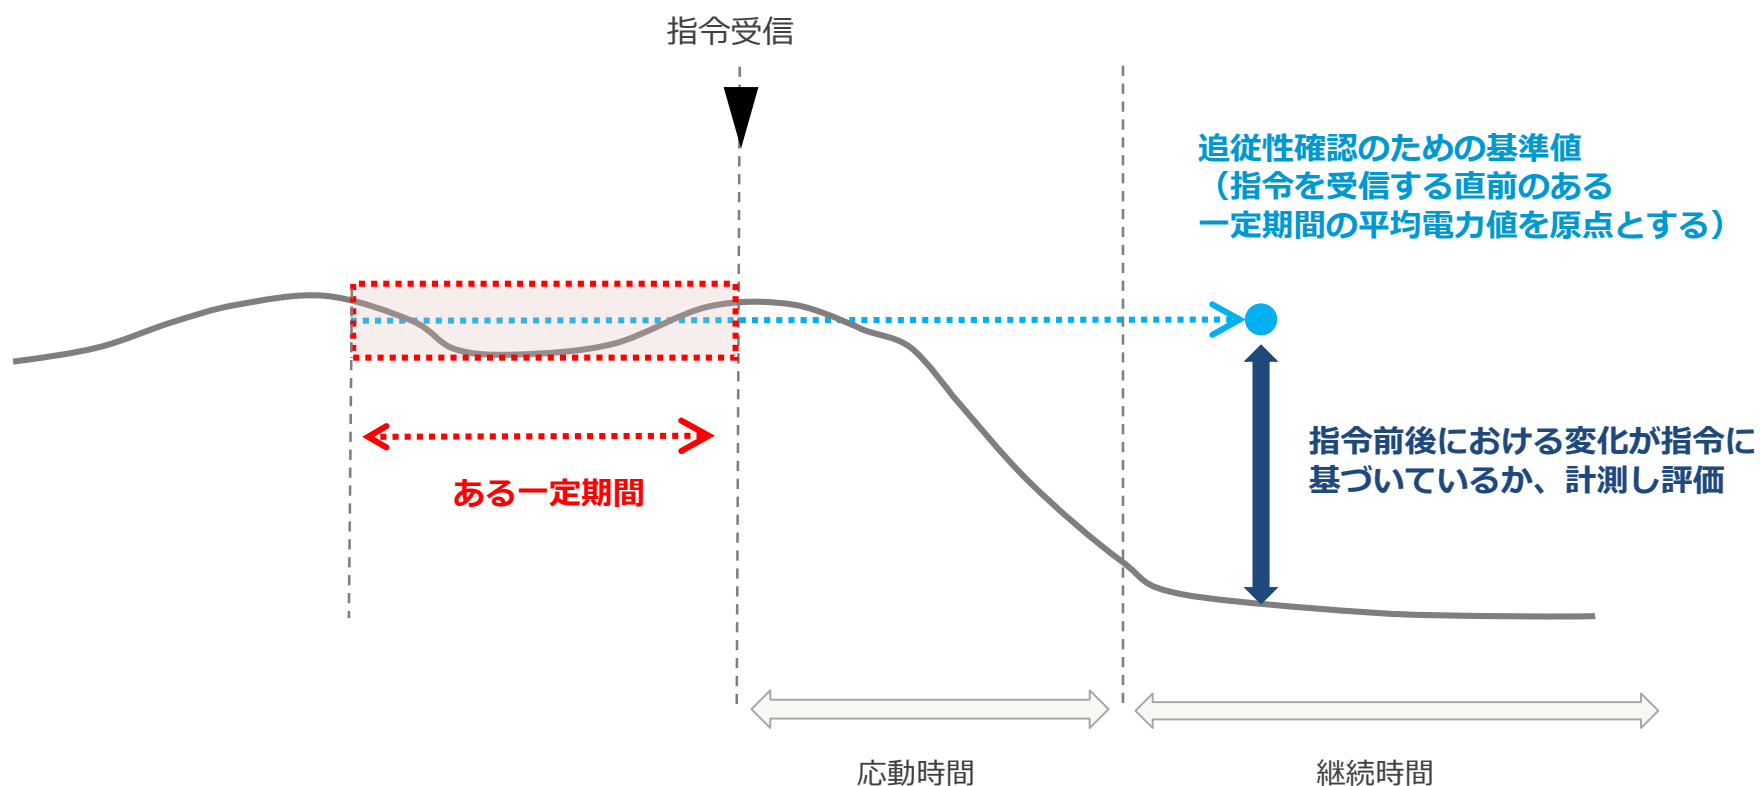 指令受信
追従性確認のための基準値
（指令を受信する直前のある
一定期間の平均電力値を原点とする）
指令前後における変化が指令に
基づいているか、計測し評価
ある一定期間
応動時間
継続時間